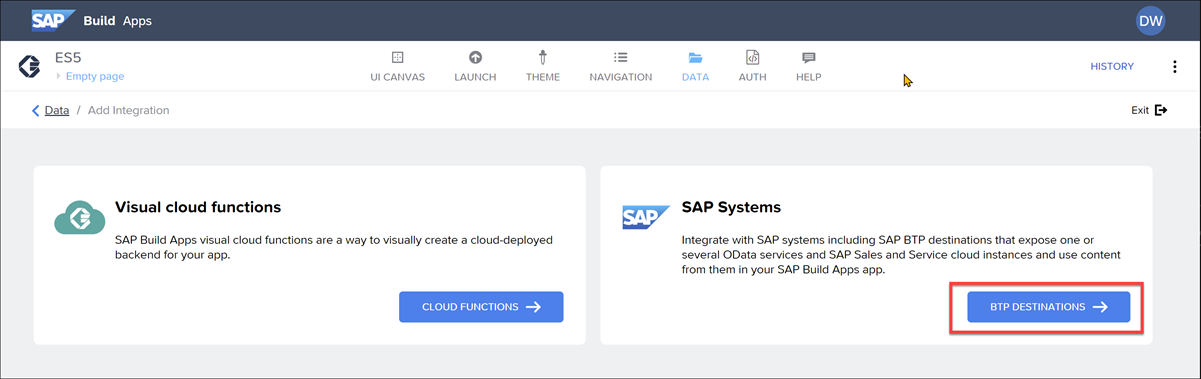 SAP Build Apps DW
ES5
Empty page
UI CANVAS LAUNCH THEME NAVIGATION DATA AUTH HELP
HISTORY
Data / Add Integration
Exit
Visual cloud functions
SAP Build Apps visual cloud functions are a way to visually create a cloud-deployed
backend for your app.
CLOUD FUNCTIONS
SAP
SAP Systems
Integrate with SAP systems including SAP BTP destinations that expose one or
several OData services and SAP Sales and Service cloud instances and use content
from them in your SAP Build Apps app.
BTP DESTINATIONS